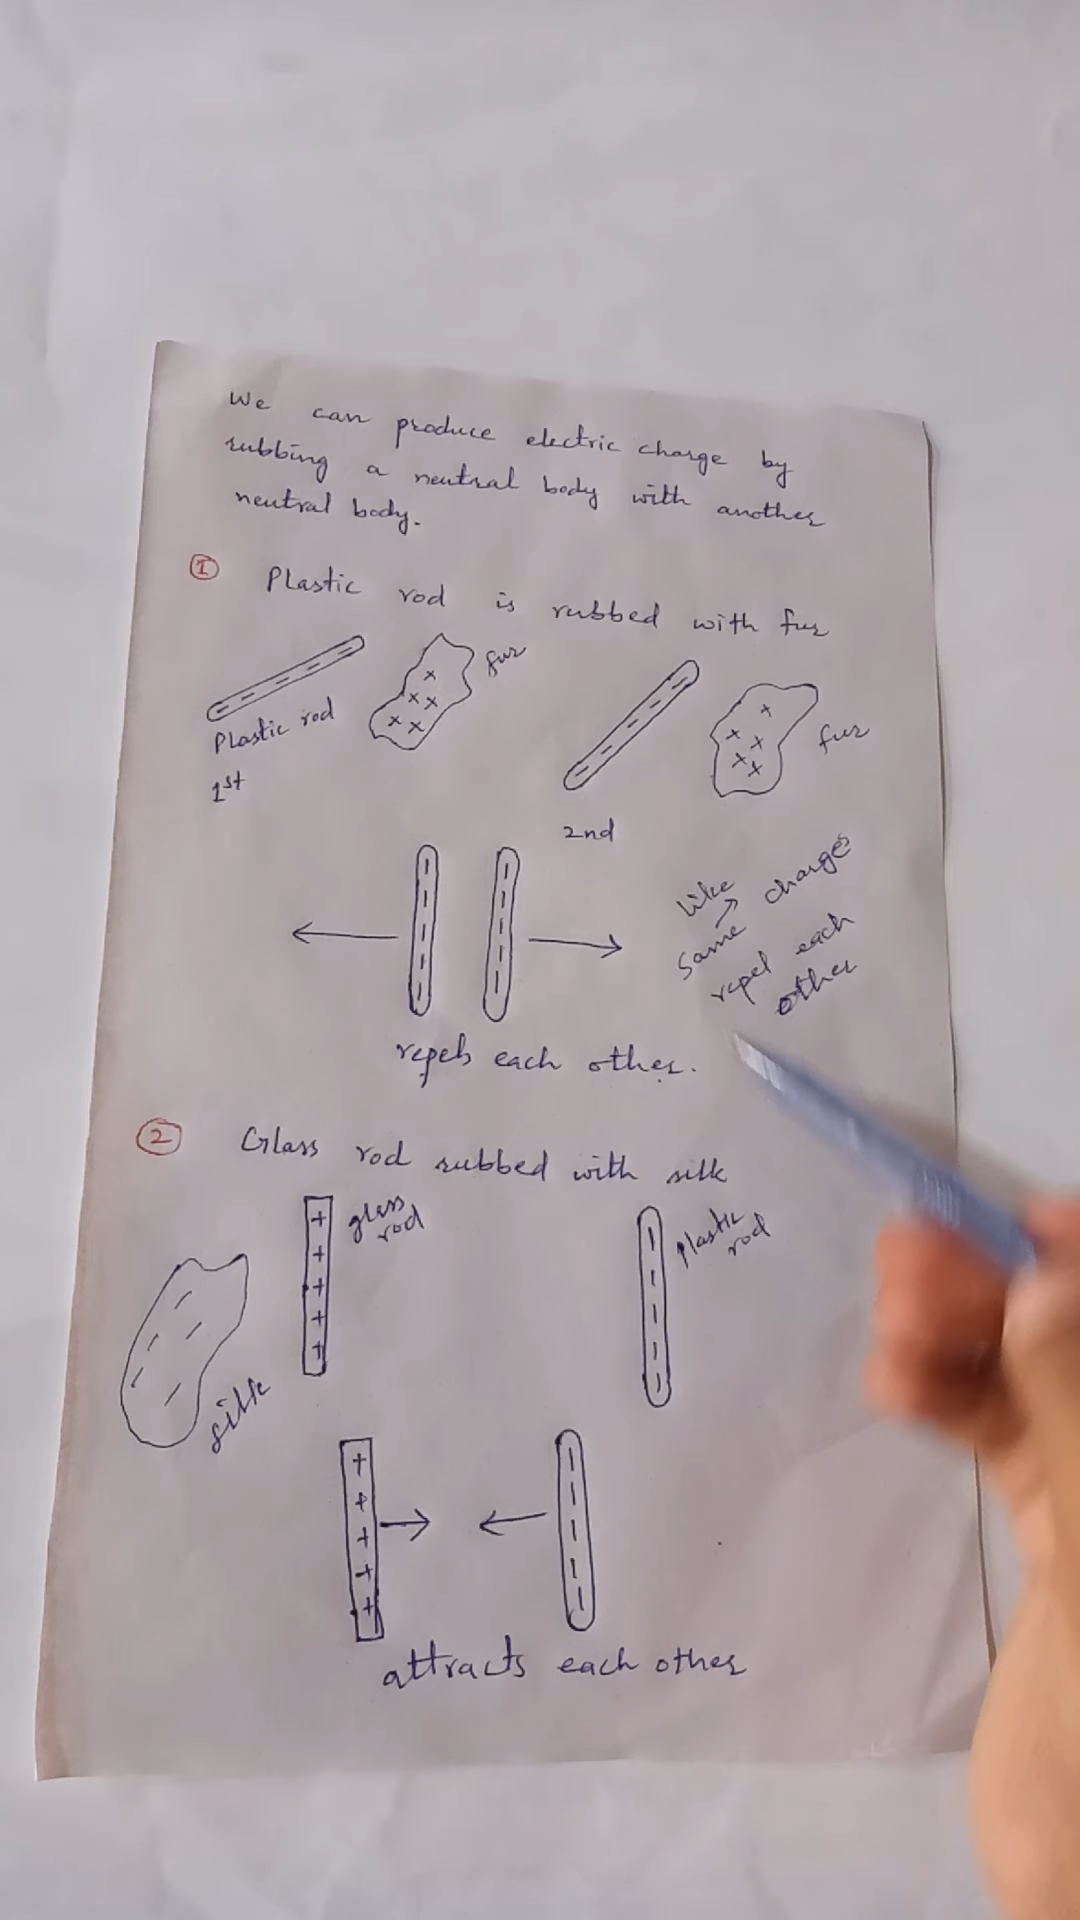 We can produce electric charge by
rubbing a neutral body with another
neutral body.
1 Plastic rod is rubbed with fur
Plastic rod
1st
fur
2nd
fur
Like
Same → charges
repel each
other
repels each other.
2 Glass rod rubbed with silk
silk
glass
rod
Plastic
rod
attracts each other